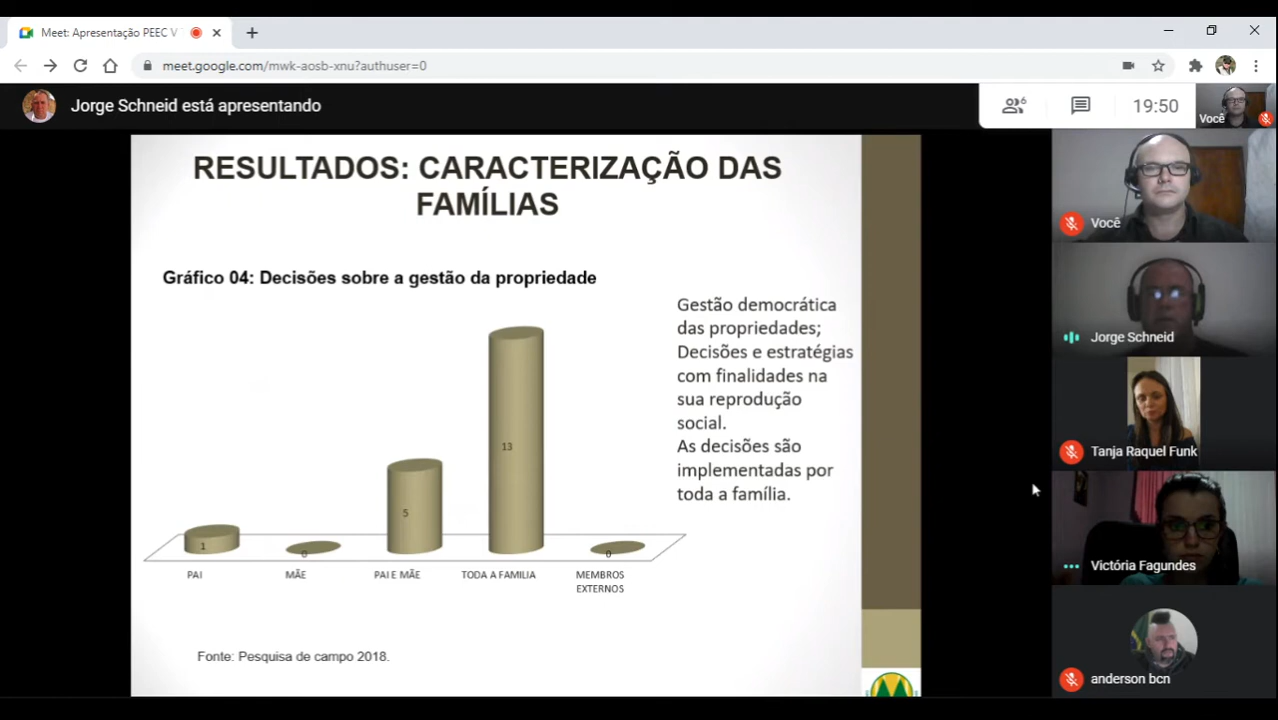 Meet: Apresentação PEEC V
meet.google.com/mwk-aosb-xnu?authuser=0
Jorge Schneid está apresentando
6
19:50
Você
RESULTADOS: CARACTERIZAÇÃO DAS
FAMÍLIAS
Gráfico 04: Decisões sobre a gestão da propriedade
1
0
5
13
0
PAI
MÃE
PAI E MÃE
TODA A FAMILIA
MEMBROS
EXTERNOS
Gestão democrática
das propriedades;
Decisões e estratégias
com finalidades na
sua reprodução
social.
As decisões são
implementadas por
toda a família.
Fonte: Pesquisa de campo 2018.
Você
Jorge Schneid
Tanja Raquel Funk
Victória Fagundes
anderson bcn